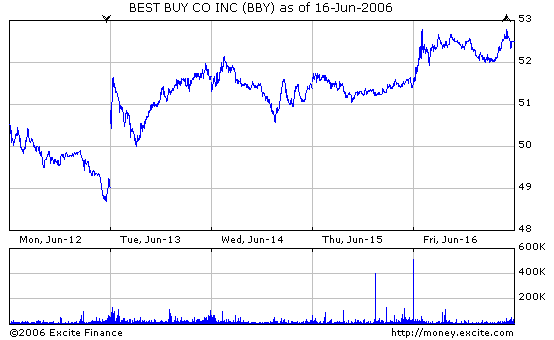 BEST BUY CO INC (BBY) as of 16-Jun-2006
53
52
51
50
49
48
Mon, Jun-12 Tue, Jun-13 Wed, Jun-14 Thu, Jun-15 Fri, Jun-16
600K
400K
200K
©2006 Excite Finance http://money.excite.com